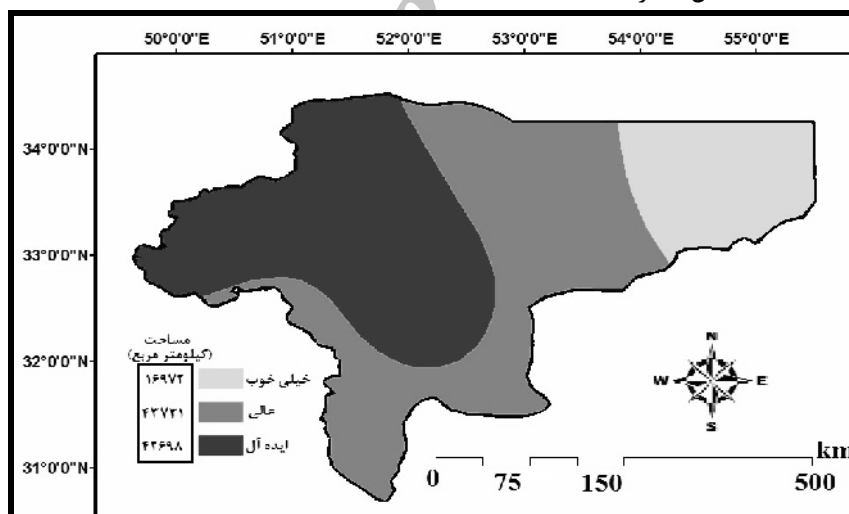 50°0'0"E 51°0'0"E 52°0'0"E 53°0'0"E 54°0'0"E 55°0'0"E
34°0'0"N
33°0'0"N
32°0'0"N
31°0'0"N
مساحت
(کیلومتر مربع)
۱۶۹۷۲ خیلی خوب
۴۳۷۳۱ عالی
۴۴۶۹۸ ایده آل
N
W E
S
km
0 75 150 500